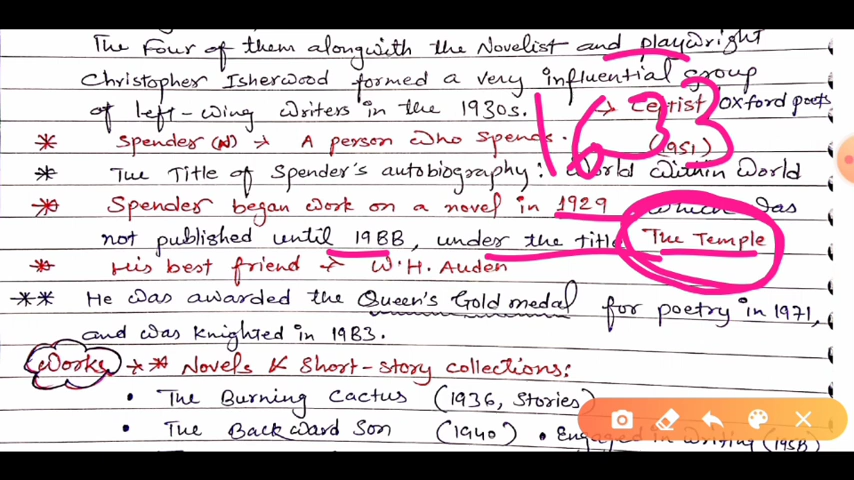 The Four of them alongwith the Novelist and playwright
Christopher Isherwood formed a very influential group
of left-wing writers in the 1930s. → Leftist Oxford poets
* Spender (N) → A person who Spends.
* The Title of Spender's autobiography: World Within World (1951)
* Spender began work on a novel in 1929 which was
not published until 1988, under the title The Temple
* His best friend → W.H. Auden
** He was awarded the Queen's Gold medal for poetry in 1971,
and was knighted in 1983.
Works → * Novels & Short-story collections:
• The Burning Cactus (1936, Stories)
• The Backward Son (1940) • Engaged in Writing (1958)
1633